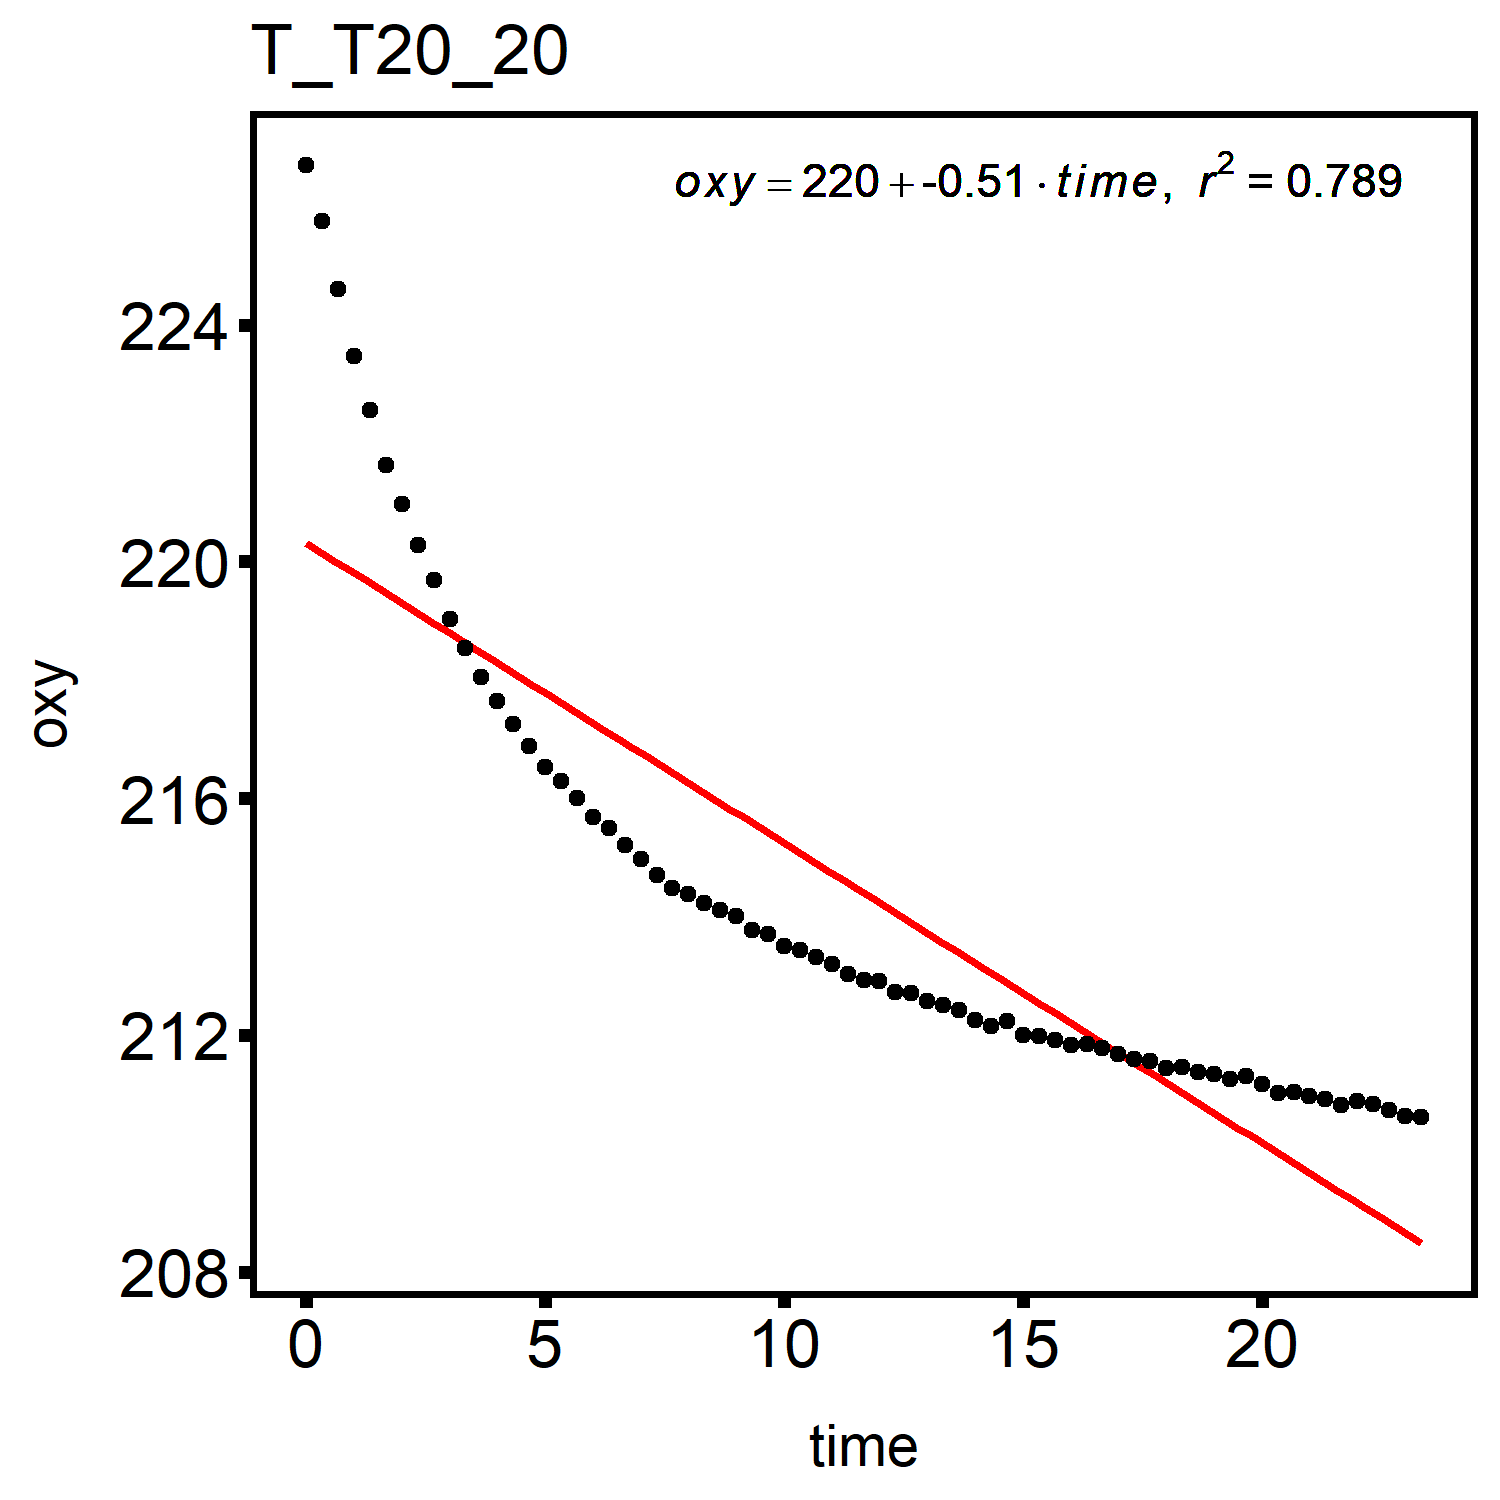 T_T20_20
oxy = 220 + -0.51 · time, r² = 0.789
224
220
216
212
208
oxy
0 5 10 15 20
time